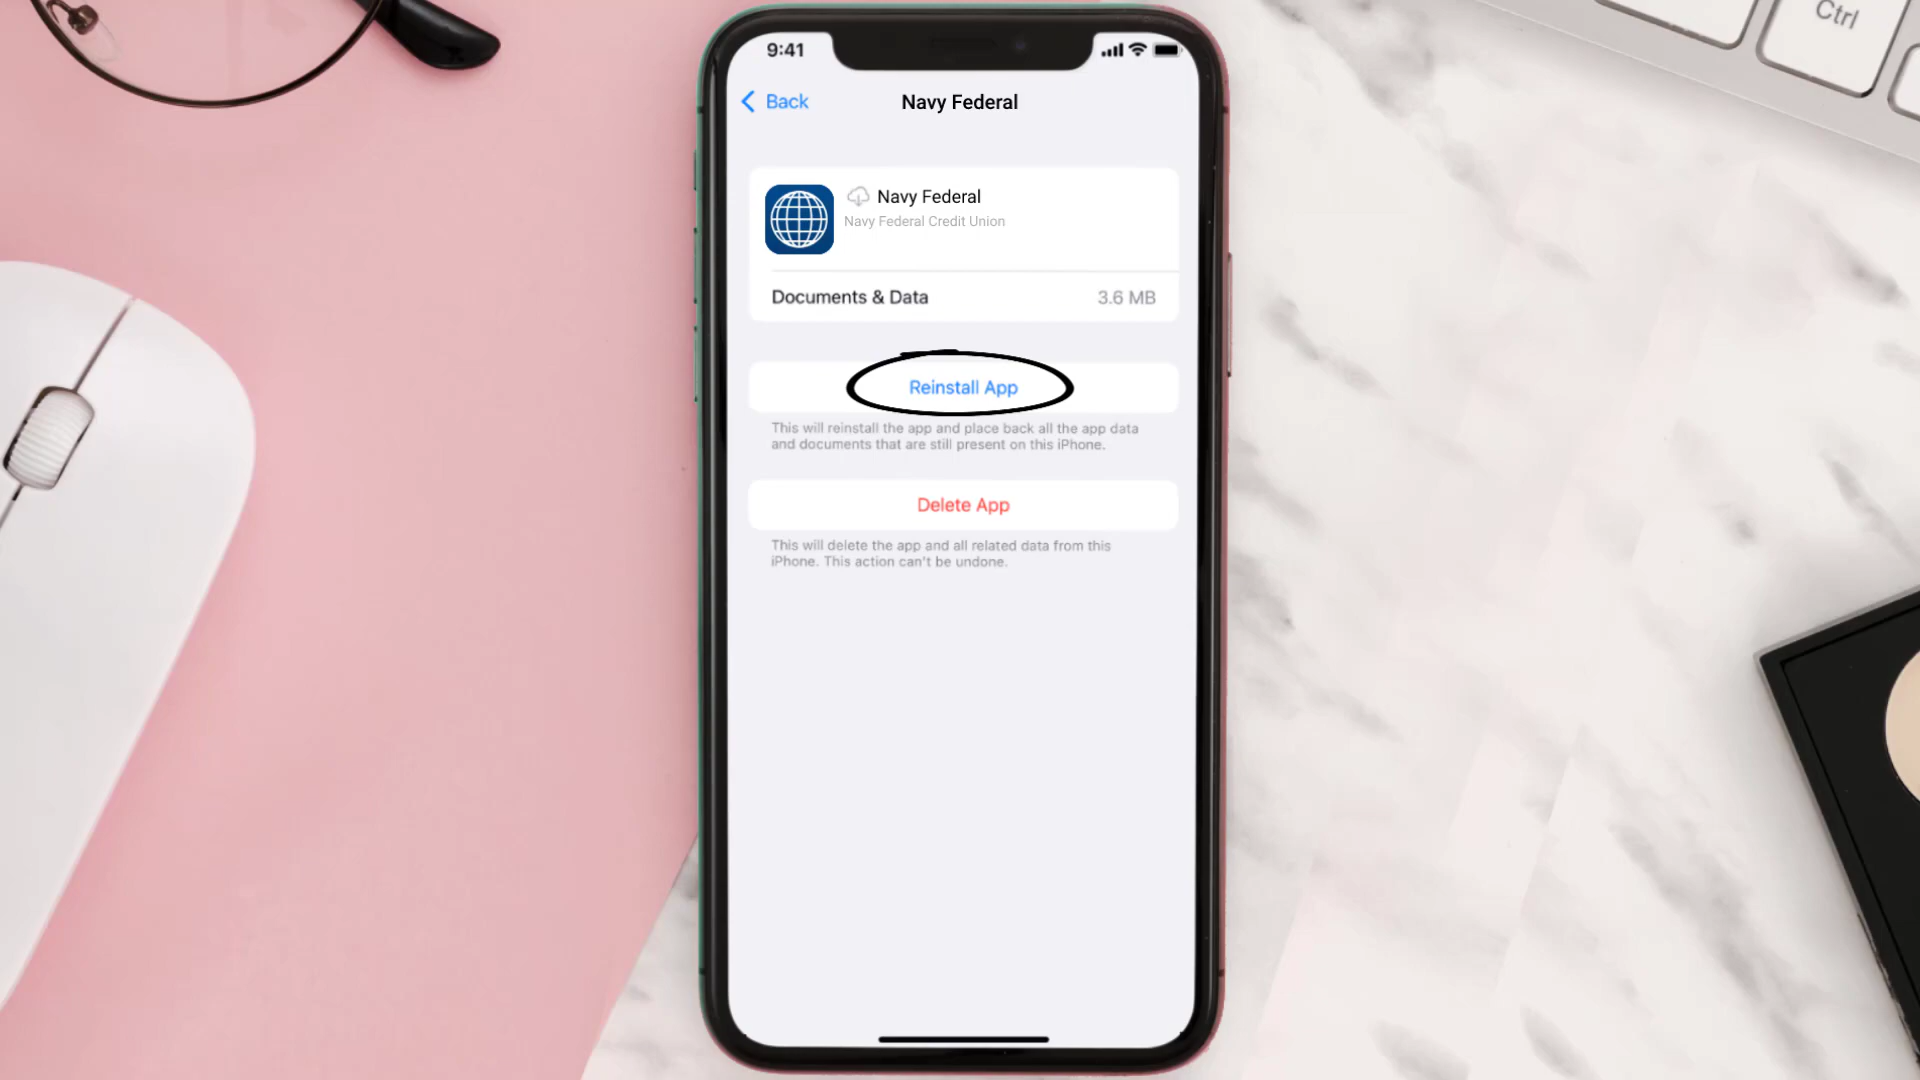 Ctrl
9:41
Back
Navy Federal
Navy Federal
Navy Federal Credit Union
Documents & Data 3.6 MB
Reinstall App
This will reinstall the app and place back all the app data
and documents that are still present on this iPhone.
Delete App
This will delete the app and all related data from this
iPhone. This action can't be undone.